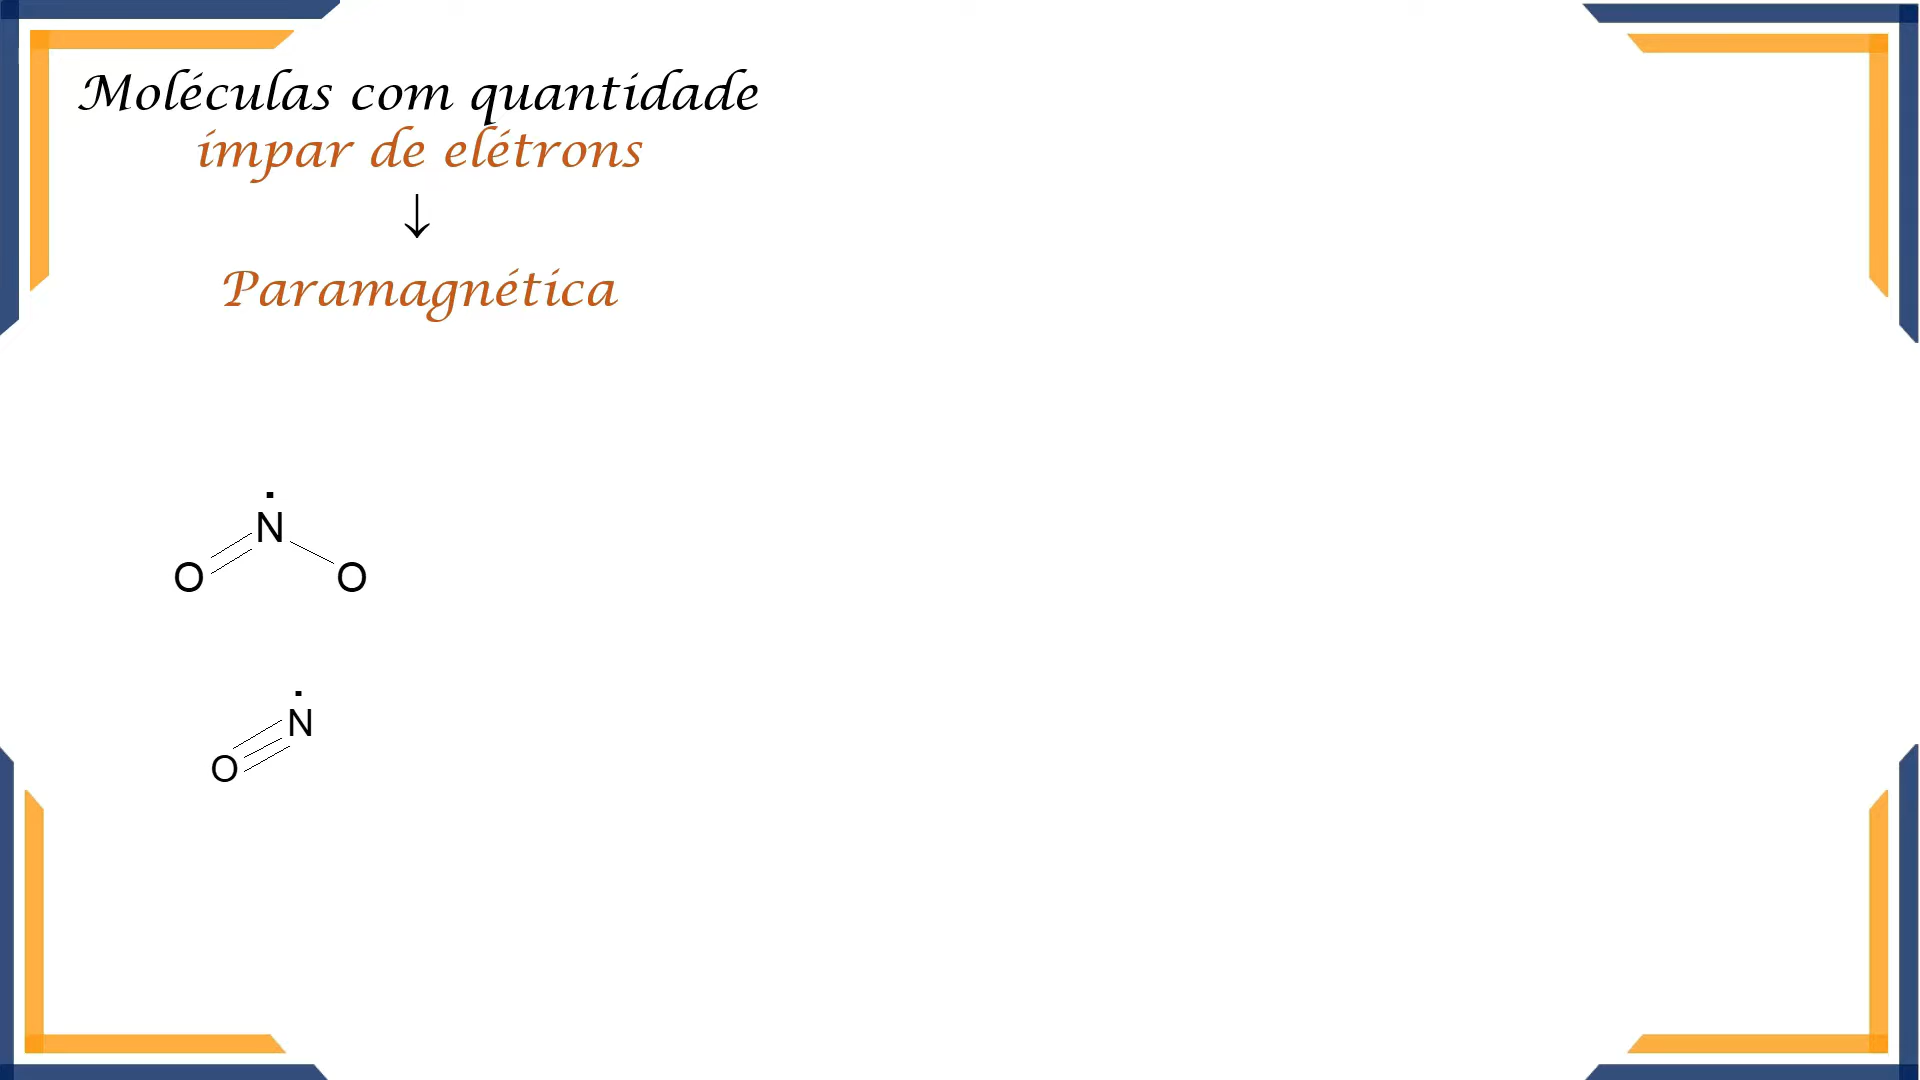 Moléculas com quantidade
ímpar de elétrons
↓
Paramagnética
N
O O
N
O